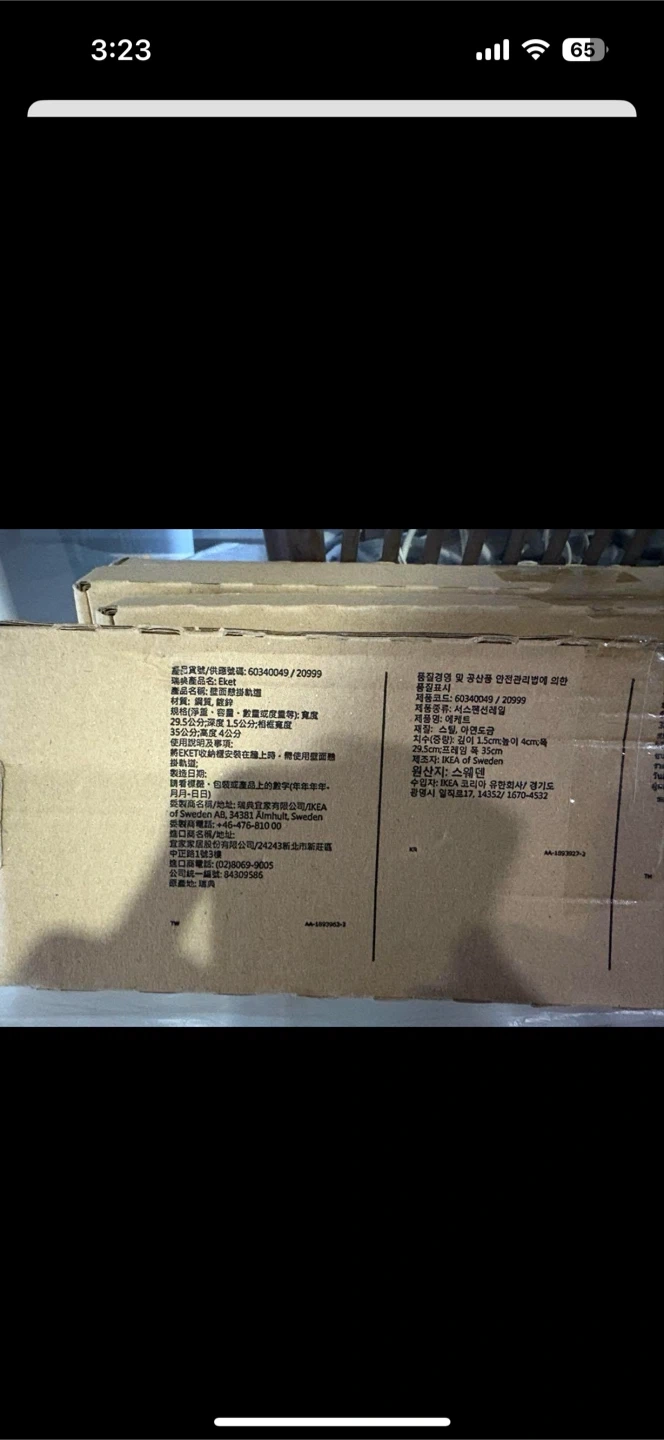 3:23
65
產品貨號/供應號碼: 60340049 / 20999
瑞典產品名: Eket
產品名稱: 壁面懸掛軌道
材質: 鋼質, 鍍鋅
規格(淨重、容量、數量或度量等): 寬度
29.5公分;深度 1.5公分;相框寬度
35公分;高度 4公分
使用說明及事項:
將EKET收納櫃安裝在牆上時，需使用壁面懸
掛軌道;
製造日期:
請看標籤、包裝或產品上的數字(年年年年-
月月-日日)
委製商名稱/地址: 瑞典宜家有限公司/IKEA
of Sweden AB, 34381 Älmhult, Sweden
委製商電話: +46-476-810 00
進口商名稱/地址:
宜家家居股份有限公司/24243新北市新莊區
中正路1號3樓
進口商電話: (02)8069-9005
公司統一編號: 84309586
原產地: 瑞典
TW
AA-1893963-2
품질경영 및 공산품 안전관리법에 의한
품질표시
제품코드: 60340049 / 20999
제품종류: 서스펜션레일
제품명: 에케트
재질: 스틸, 아연도금
치수(중량): 길이 1.5cm;높이 4cm;폭
29.5cm;프레임 폭 35cm
제조자: IKEA of Sweden
원산지: 스웨덴
수입자: IKEA 코리아 유한회사/ 경기도
광명시 일직로17, 14352/ 1670-4532
KR
AA-1893927-2
TW